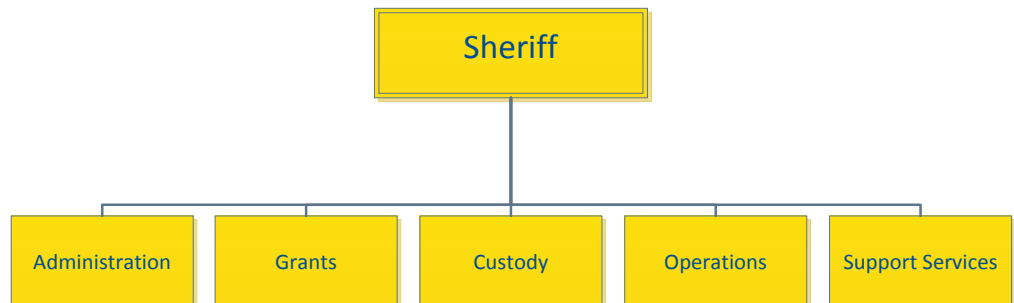 Sheriff
Administration
Grants
Custody
Operations
Support Services